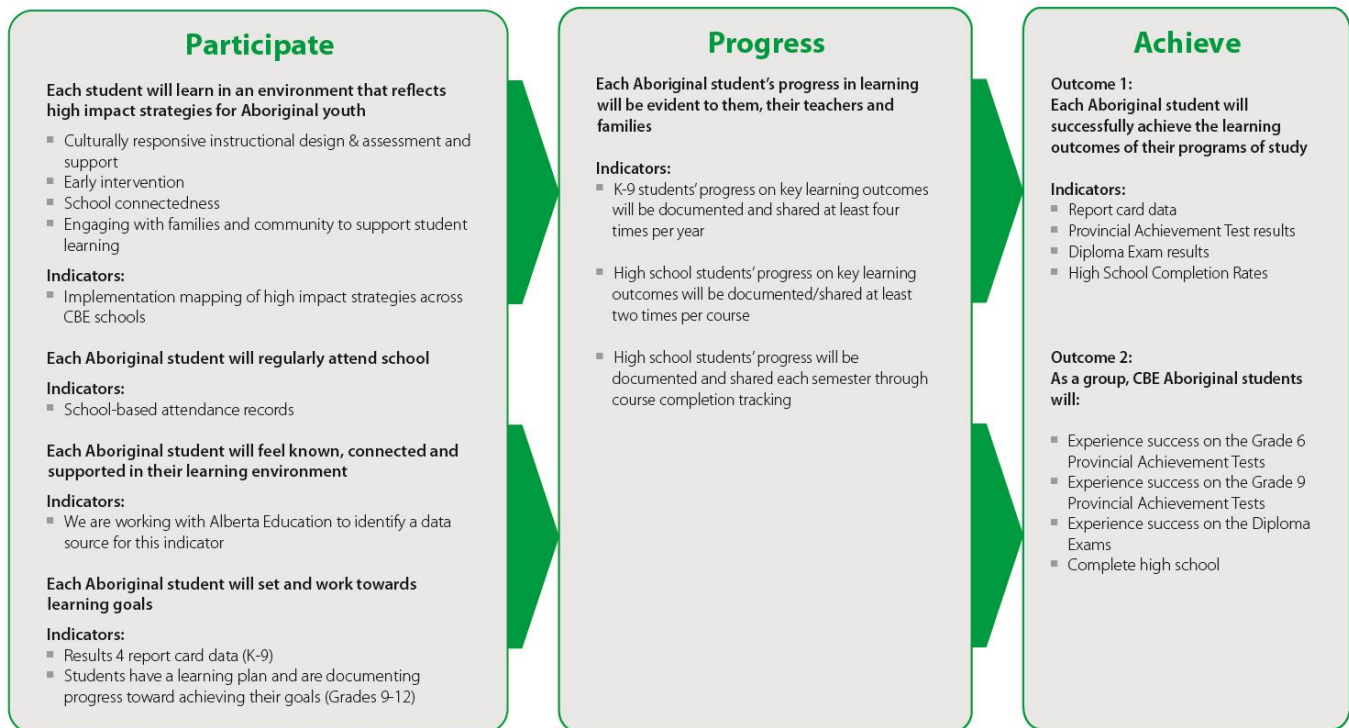 Participate
Each student will learn in an environment that reflects
high impact strategies for Aboriginal youth
Culturally responsive instructional design & assessment and
support
Early intervention
School connectedness
Engaging with families and community to support student
learning
Indicators:
Implementation mapping of high impact strategies across
CBE schools
Each Aboriginal student will regularly attend school
Indicators:
School-based attendance records
Each Aboriginal student will feel known, connected and
supported in their learning environment
Indicators:
We are working with Alberta Education to identify a data
source for this indicator
Each Aboriginal student will set and work towards
learning goals
Indicators:
Results 4 report card data (K-9)
Students have a learning plan and are documenting
progress toward achieving their goals (Grades 9-12)
Progress
Each Aboriginal student's progress in learning
will be evident to them, their teachers and
families
Indicators:
K-9 students' progress on key learning outcomes
will be documented and shared at least four
times per year
High school students' progress on key learning
outcomes will be documented/shared at least
two times per course
High school students' progress will be
documented and shared each semester through
course completion tracking
Achieve
Outcome 1:
Each Aboriginal student will
successfully achieve the learning
outcomes of their programs of study
Indicators:
Report card data
Provincial Achievement Test results
Diploma Exam results
High School Completion Rates
Outcome 2:
As a group, CBE Aboriginal students
will:
Experience success on the Grade 6
Provincial Achievement Tests
Experience success on the Grade 9
Provincial Achievement Tests
Experience success on the Diploma
Exams
Complete high school